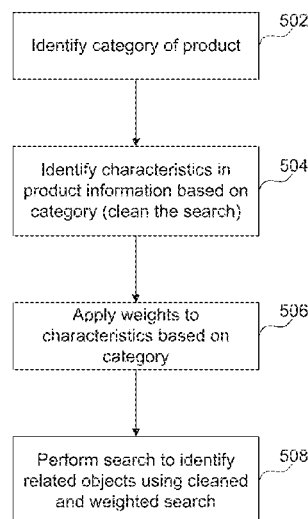 502
Identify category of product
504
Identify characteristics in
product information based on
category (clean the search)
506
Apply weights to
characteristics based on
category
508
Perform search to identify
related objects using cleaned
and weighted search